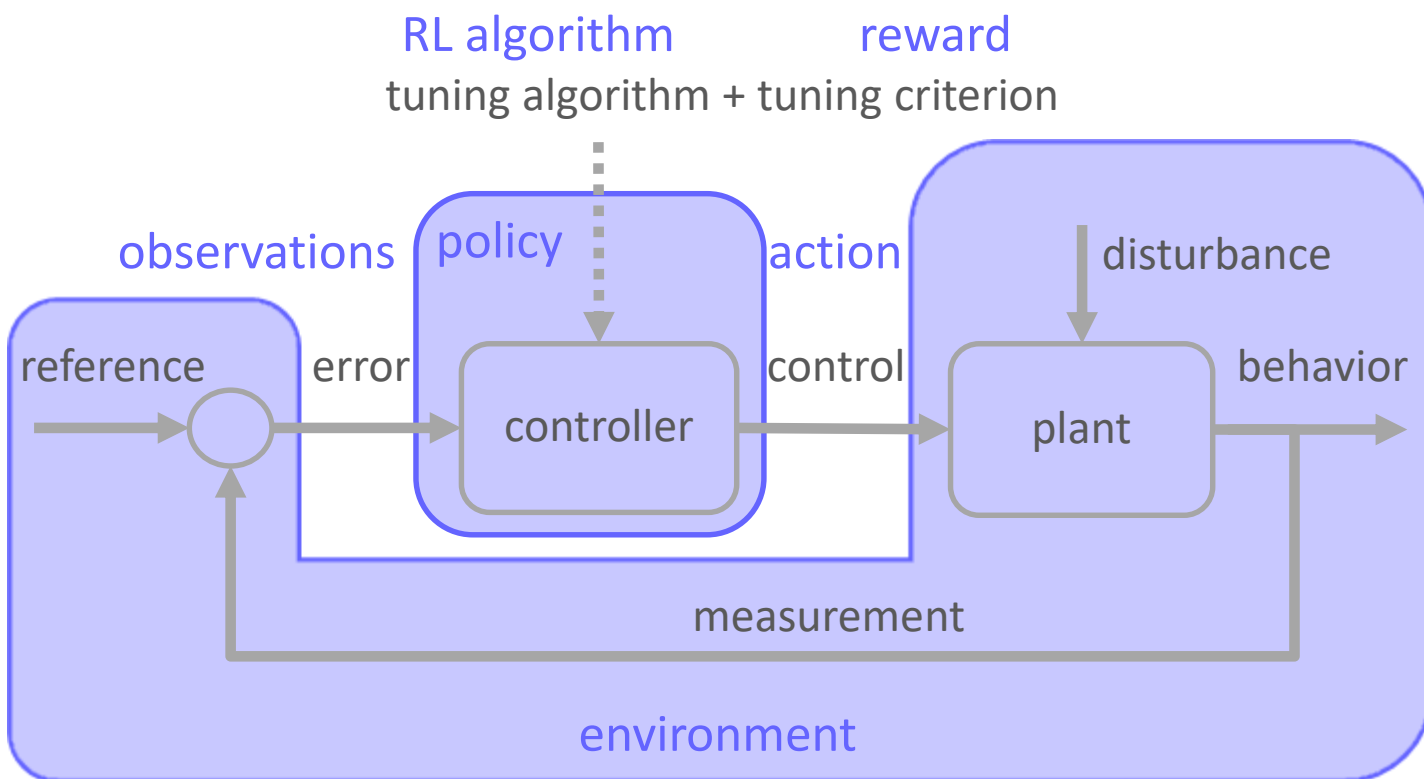 RL algorithm reward
tuning algorithm + tuning criterion
observations policy action disturbance
reference error control behavior
controller plant
measurement
environment